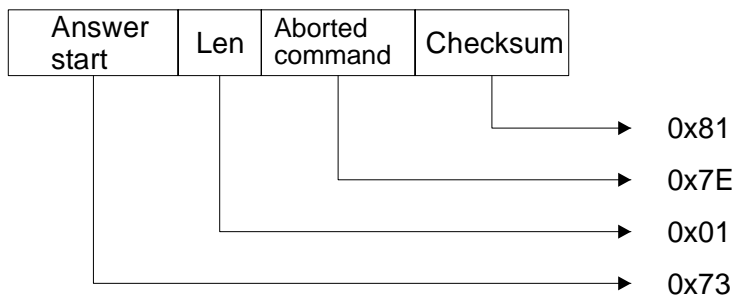 Answer
start
Len
Aborted
command
Checksum
0x81
0x7E
0x01
0x73